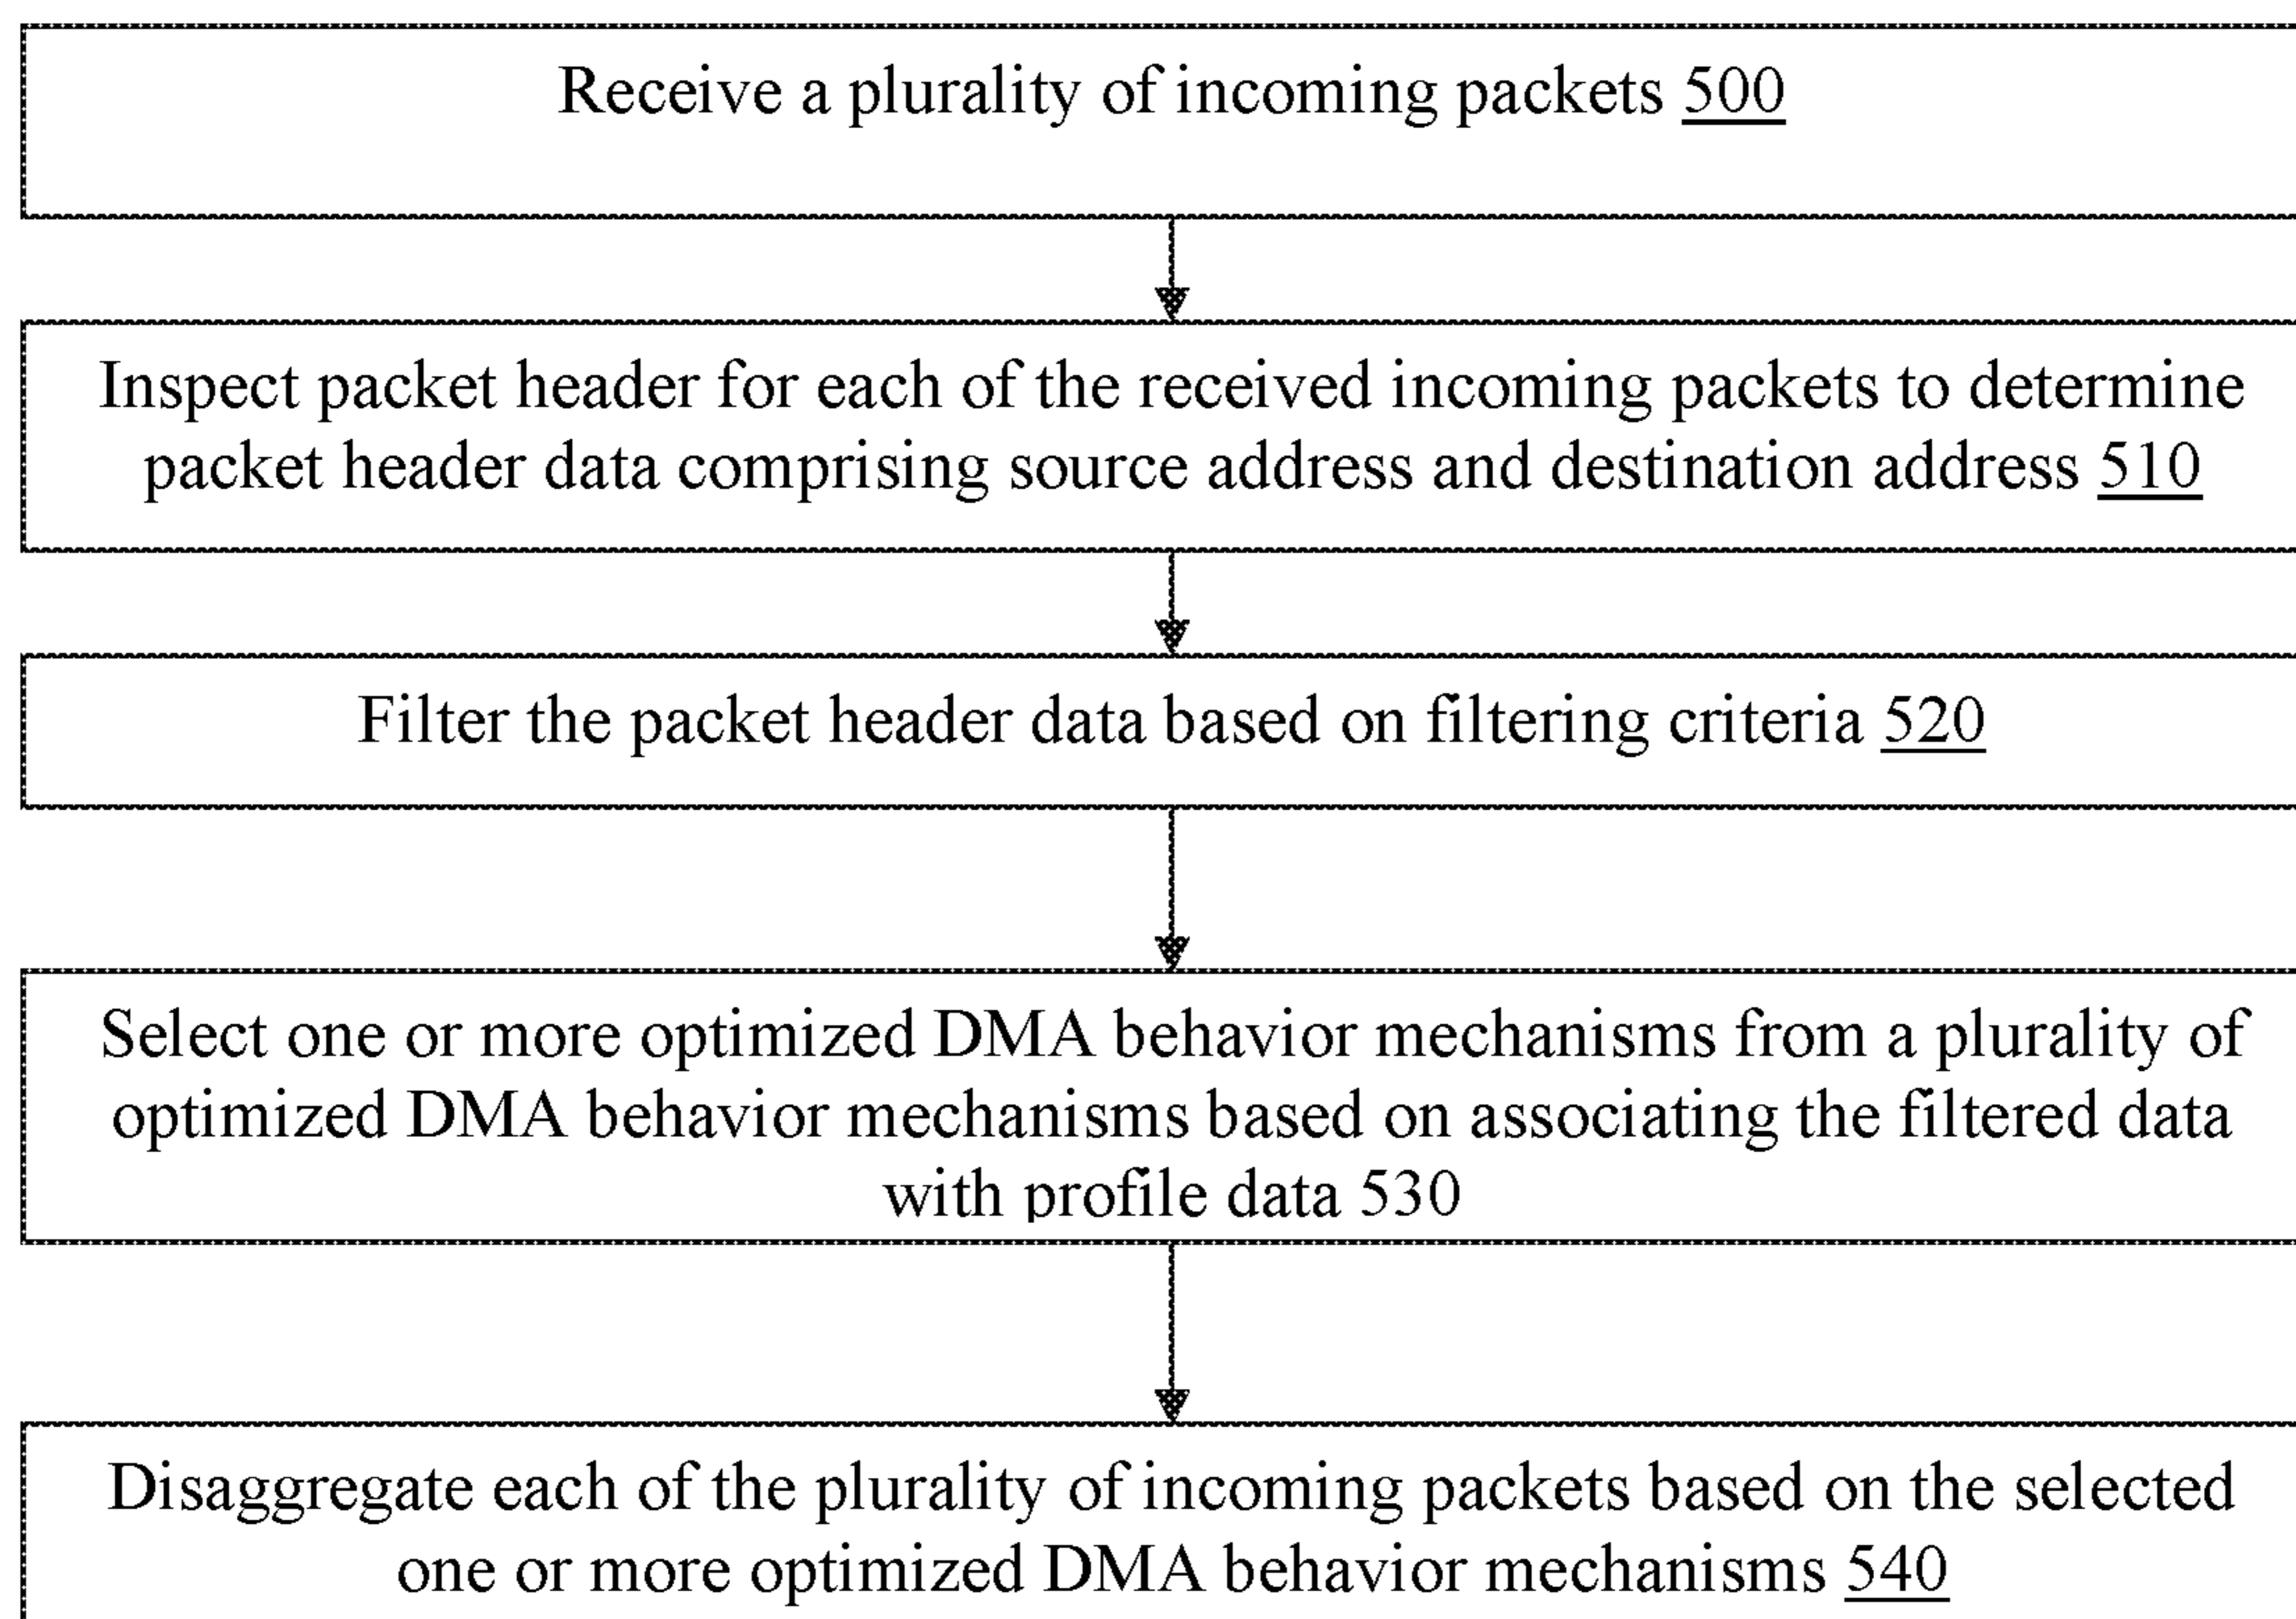 Receive a plurality of incoming packets 500
Inspect packet header for each of the received incoming packets to determine
packet header data comprising source address and destination address 510
Filter the packet header data based on filtering criteria 520
Select one or more optimized DMA behavior mechanisms from a plurality of
optimized DMA behavior mechanisms based on associating the filtered data
with profile data 530
Disaggregate each of the plurality of incoming packets based on the selected
one or more optimized DMA behavior mechanisms 540